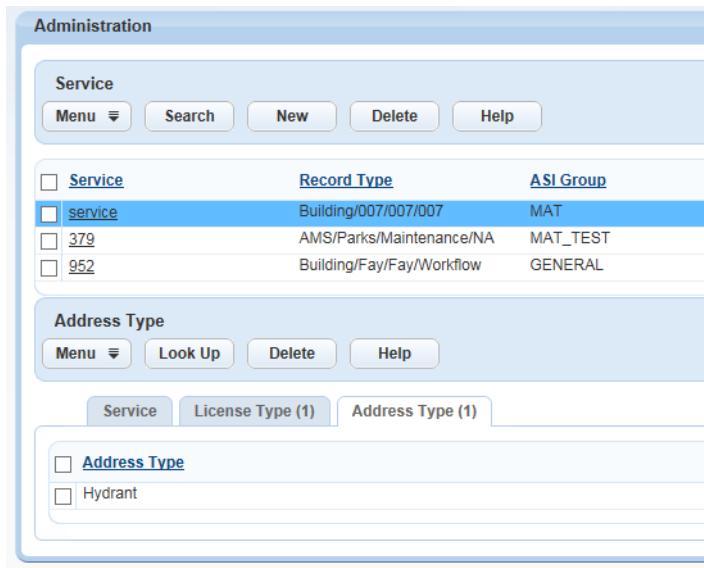 Administration
Service
Menu Search New Delete Help
Service Record Type ASI Group
service Building/007/007/007 MAT
379 AMS/Parks/Maintenance/NA MAT_TEST
952 Building/Fay/Fay/Workflow GENERAL
Address Type
Menu Look Up Delete Help
Service License Type (1) Address Type (1)
Address Type
Hydrant